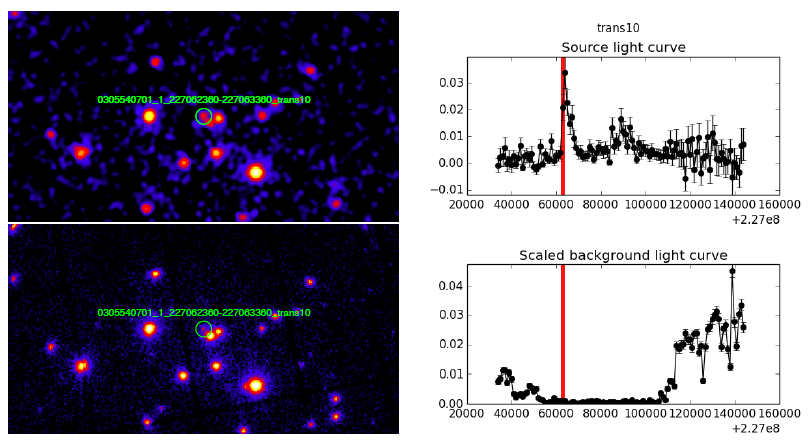 0305540701_1_227062360-227063360_trans10
0305540701_1_227062360-227063360_trans10
trans10
Source light curve
0.03
0.02
0.01
0.00
−0.01
20000 40000 60000 80000 100000 120000 140000 160000
+2.27e8
Scaled background light curve
0.04
0.03
0.02
0.01
0.00
20000 40000 60000 80000 100000 120000 140000 160000
+2.27e8